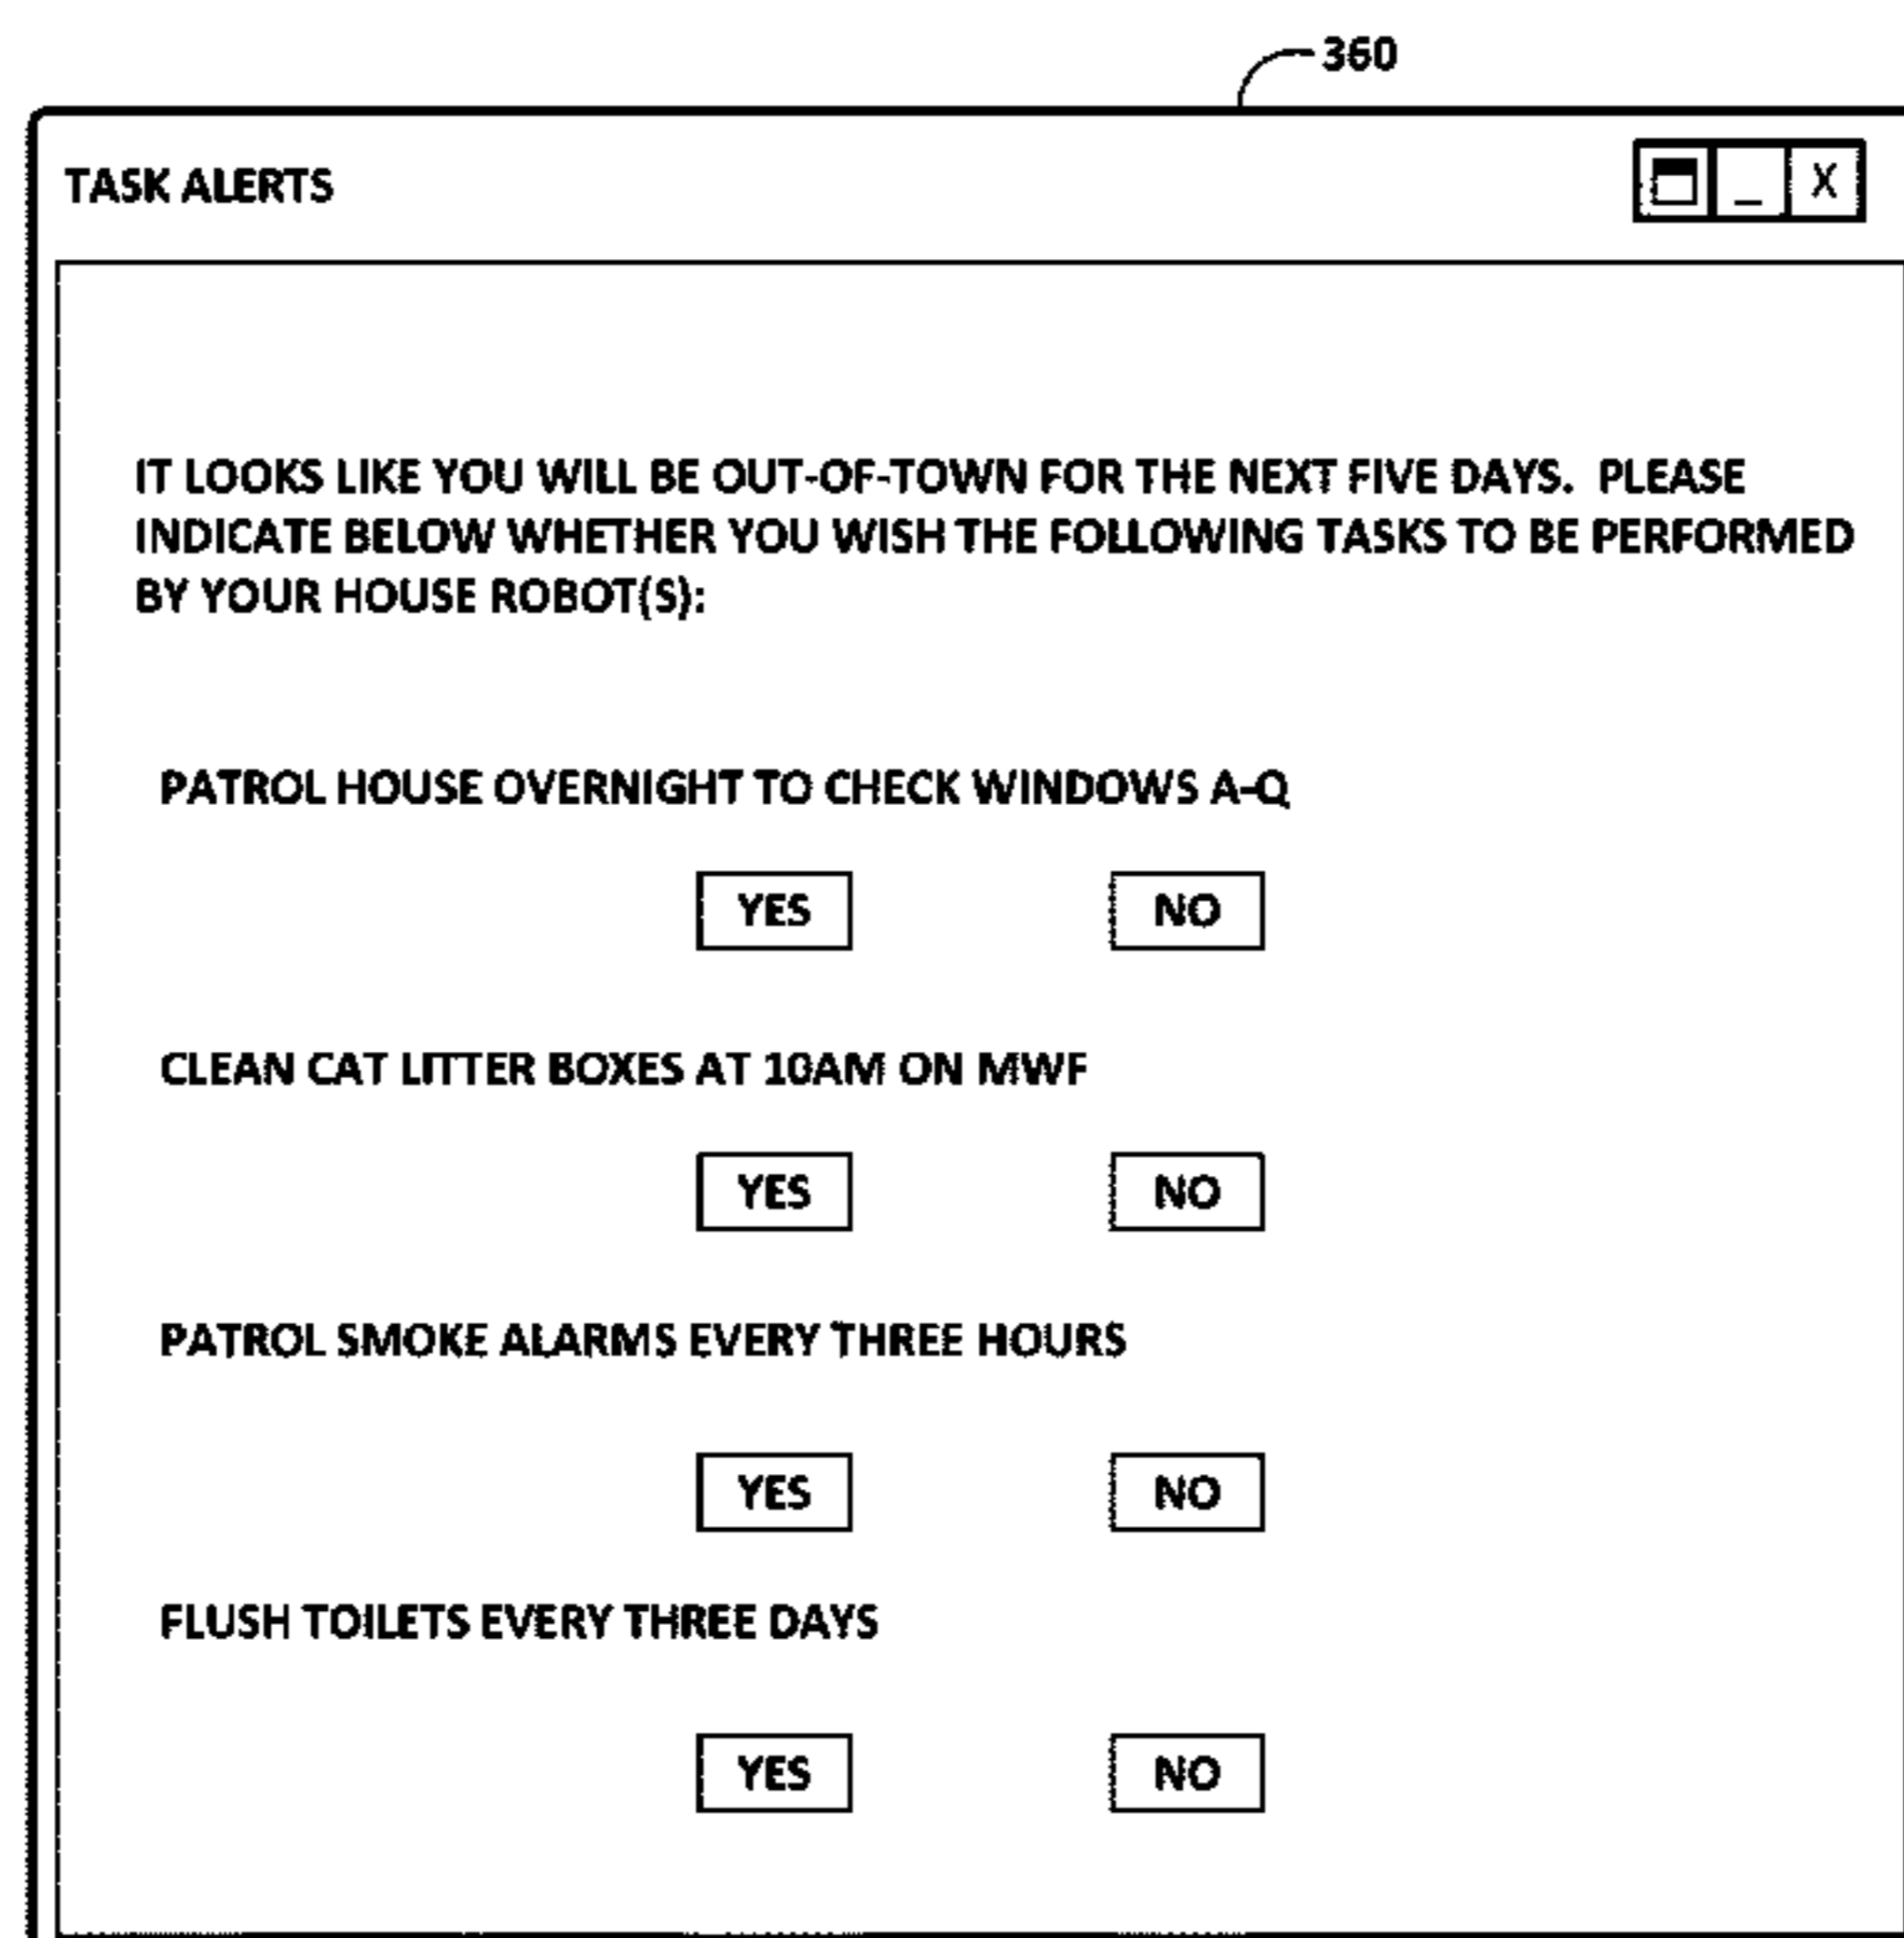 360
TASK ALERTS
_ X
IT LOOKS LIKE YOU WILL BE OUT-OF-TOWN FOR THE NEXT FIVE DAYS.  PLEASE
INDICATE BELOW WHETHER YOU WISH THE FOLLOWING TASKS TO BE PERFORMED
BY YOUR HOUSE ROBOT(S):
PATROL HOUSE OVERNIGHT TO CHECK WINDOWS A-Q
YES NO
CLEAN CAT LITTER BOXES AT 10AM ON MWF
YES NO
PATROL SMOKE ALARMS EVERY THREE HOURS
YES NO
FLUSH TOILETS EVERY THREE DAYS
YES NO